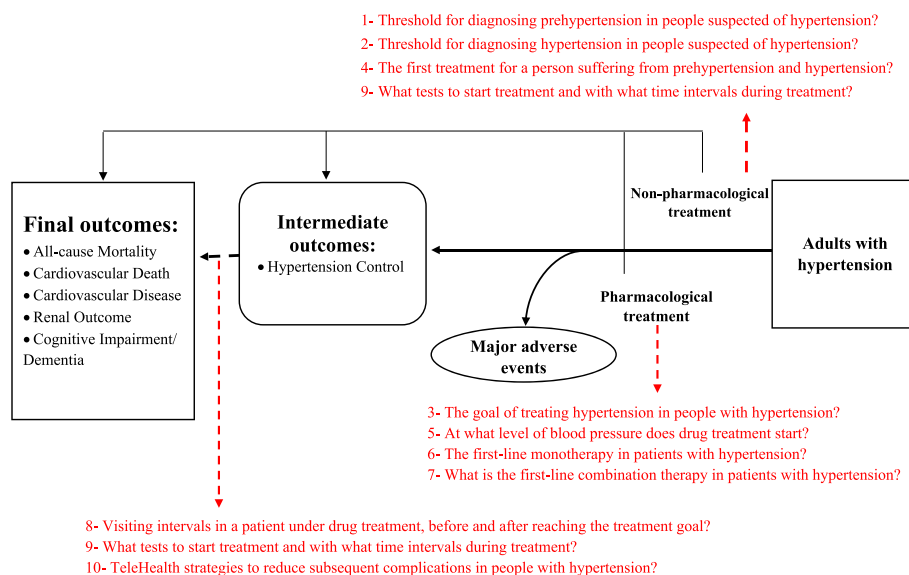 1- Threshold for diagnosing prehypertension in people suspected of hypertension?
2- Threshold for diagnosing hypertension in people suspected of hypertension?
4- The first treatment for a person suffering from prehypertension and hypertension?
9- What tests to start treatment and with what time intervals during treatment?
Final outcomes:
• All-cause Mortality
• Cardiovascular Death
• Cardiovascular Disease
• Renal Outcome
• Cognitive Impairment/
Dementia
Intermediate
outcomes:
• Hypertension Control
Non-pharmacological
treatment
Adults with
hypertension
Pharmacological
treatment
Major adverse
events
3- The goal of treating hypertension in people with hypertension?
5- At what level of blood pressure does drug treatment start?
6- The first-line monotherapy in patients with hypertension?
7- What is the first-line combination therapy in patients with hypertension?
8- Visiting intervals in a patient under drug treatment, before and after reaching the treatment goal?
9- What tests to start treatment and with what time intervals during treatment?
10- TeleHealth strategies to reduce subsequent complications in people with hypertension?